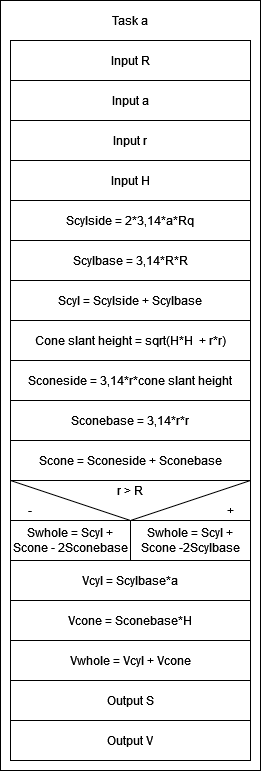 Task a
Input R
Input a
Input r
Input H
Scylside = 2*3,14*a*Rq
Scylbase = 3,14*R*R
Scyl = Scylside + Scylbase
Cone slant height = sqrt(H*H + r*r)
Sconeside = 3,14*r*cone slant height
Sconebase = 3,14*r*r
Scone = Sconeside + Sconebase
r > R
- +
Swhole = Scyl +
Scone - 2Sconebase
Swhole = Scyl +
Scone -2Scylbase
Vcyl = Scylbase*a
Vcone = Sconebase*H
Vwhole = Vcyl + Vcone
Output S
Output V